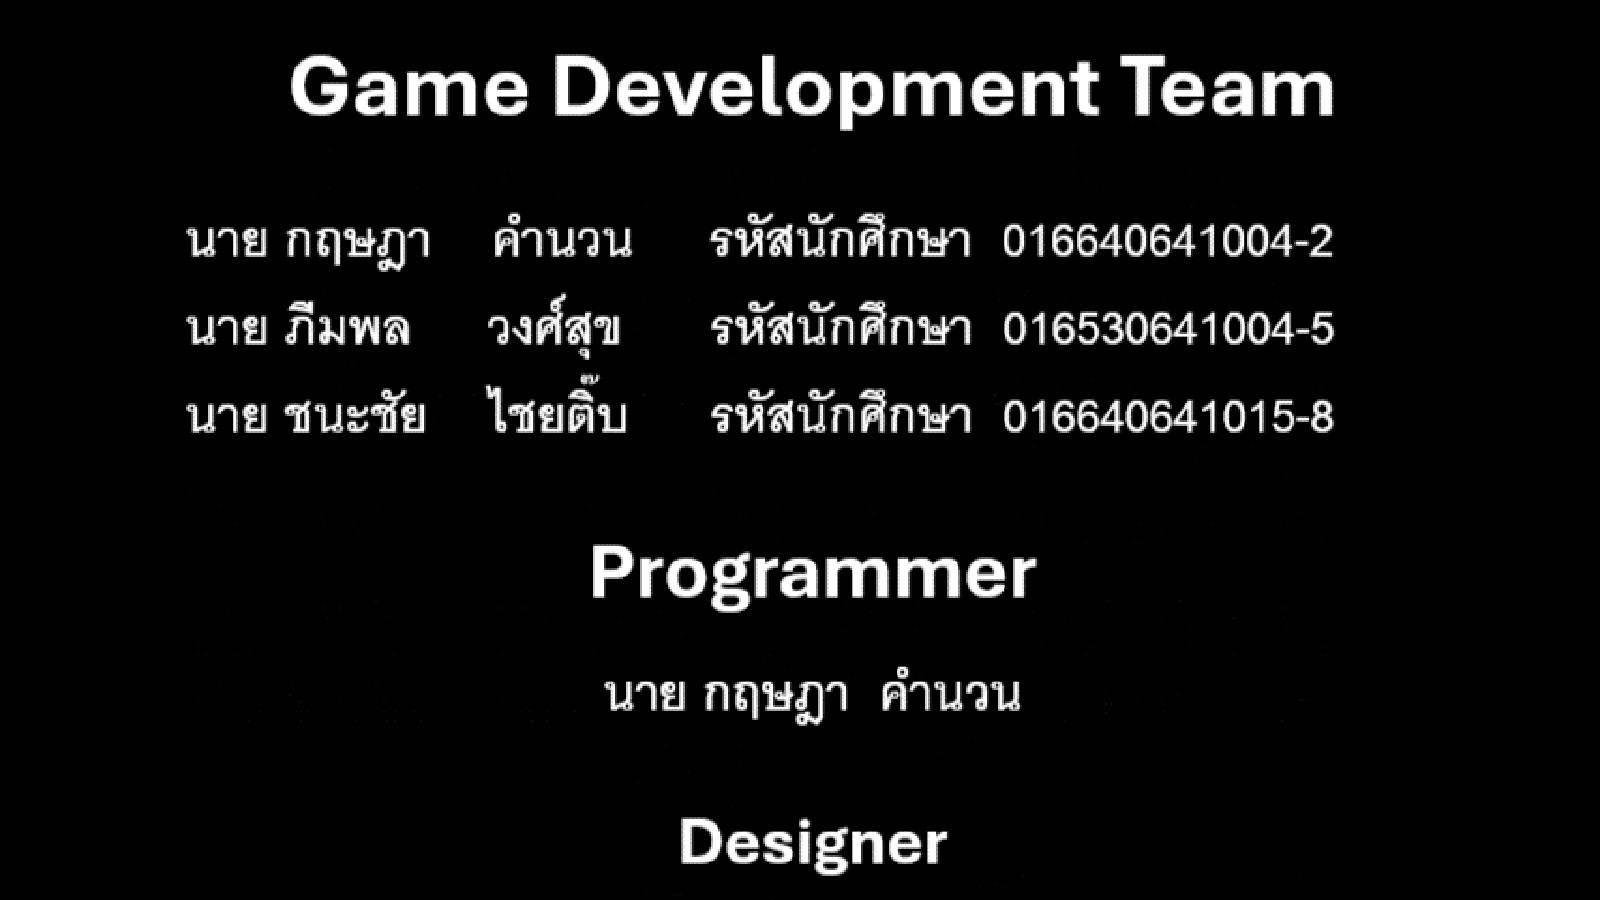 Game Development Team
นาย กฤษฎา คำนวน รหัสนักศึกษา 016640641004-2
นาย ภีมพล วงศ์สุข รหัสนักศึกษา 016530641004-5
นาย ชนะชัย ไชยติ๊บ รหัสนักศึกษา 016640641015-8
Programmer
นาย กฤษฎา คำนวน
Designer